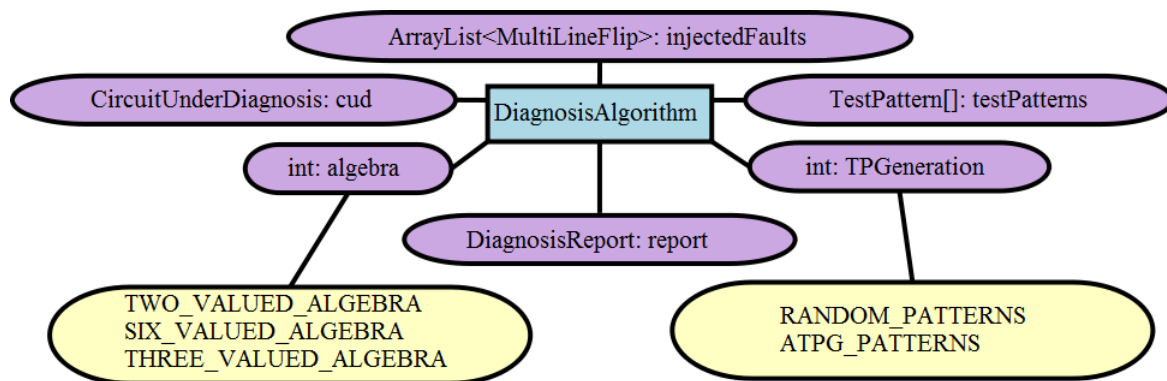 ArrayList<MultiLineFlip>: injectedFaults
CircuitUnderDiagnosis: cud
DiagnosisAlgorithm
TestPattern[]: testPatterns
int: algebra
int: TPGeneration
DiagnosisReport: report
TWO_VALUED_ALGEBRA
SIX_VALUED_ALGEBRA
THREE_VALUED_ALGEBRA
RANDOM_PATTERNS
ATPG_PATTERNS